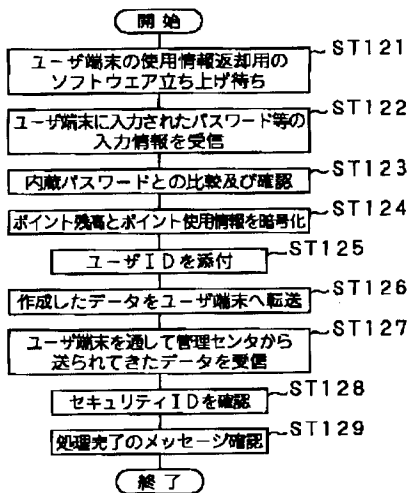 開始
ユーザ端末の使用情報返却用の
ソフトウエア立ち上げ待ち
ST121
ユーザ端末に入力されたパスワード等の
入力情報を受信
ST122
内蔵パスワードとの比較及び確認
ST123
ポイント残高とポイント使用情報を暗号化
ST124
ユーザIDを添付
ST125
作成したデータをユーザ端末へ転送
ST126
ユーザ端末を通して管理センタから
送られてきたデータを受信
ST127
セキュリティIDを確認
ST128
処理完了のメッセージ確認
ST129
終了